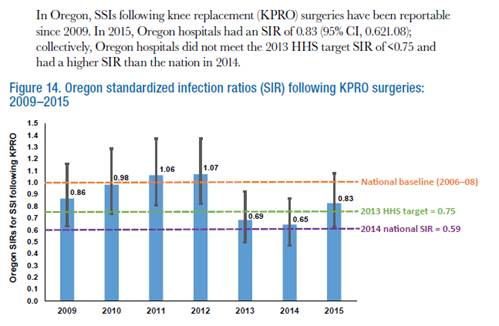 In Oregon, SSIs following knee replacement (KPRO) surgeries have been reportable
since 2009. In 2015, Oregon hospitals had an SIR of 0.83 (95% CI, 0.621.08);
collectively, Oregon hospitals did not meet the 2013 HHS target SIR of <0.75 and
had a higher SIR than the nation in 2014.
Figure 14. Oregon standardized infection ratios (SIR) following KPRO surgeries:
2009–2015
Oregon SIRs for SSI following KPRO
1.5
1.4
1.3
1.2
1.1
1.0
0.9
0.8
0.7
0.6
0.5
0.4
0.3
0.2
0.1
0.0
0.86
0.98
1.06
1.07
0.69
0.65
0.83
National baseline (2006–08)
2013 HHS target = 0.75
2014 national SIR = 0.59
2009 2010 2011 2012 2013 2014 2015